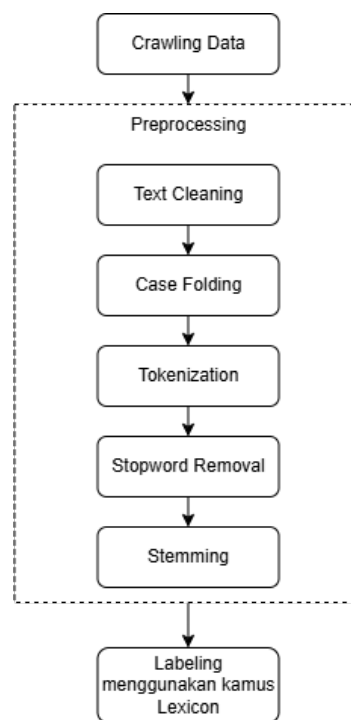 Crawling Data
Preprocessing
Text Cleaning
Case Folding
Tokenization
Stopword Removal
Stemming
Labeling
menggunakan kamus
Lexicon